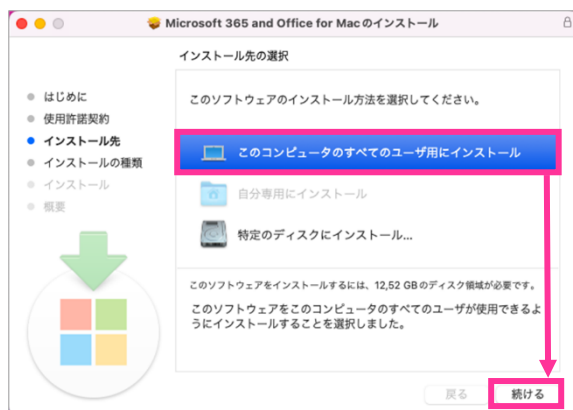 Microsoft 365 and Office for Macのインストール
インストール先の選択
はじめに
使用許諾契約
インストール先
インストールの種類
インストール
概要
このソフトウェアのインストール方法を選択してください。
このコンピュータのすべてのユーザ用にインストール
自分専用にインストール
特定のディスクにインストール...
このソフトウェアをインストールするには、12,52 GBのディスク領域が必要です。
このソフトウェアをこのコンピュータのすべてのユーザが使用できるよ
うにインストールすることを選択しました。
戻る
続ける